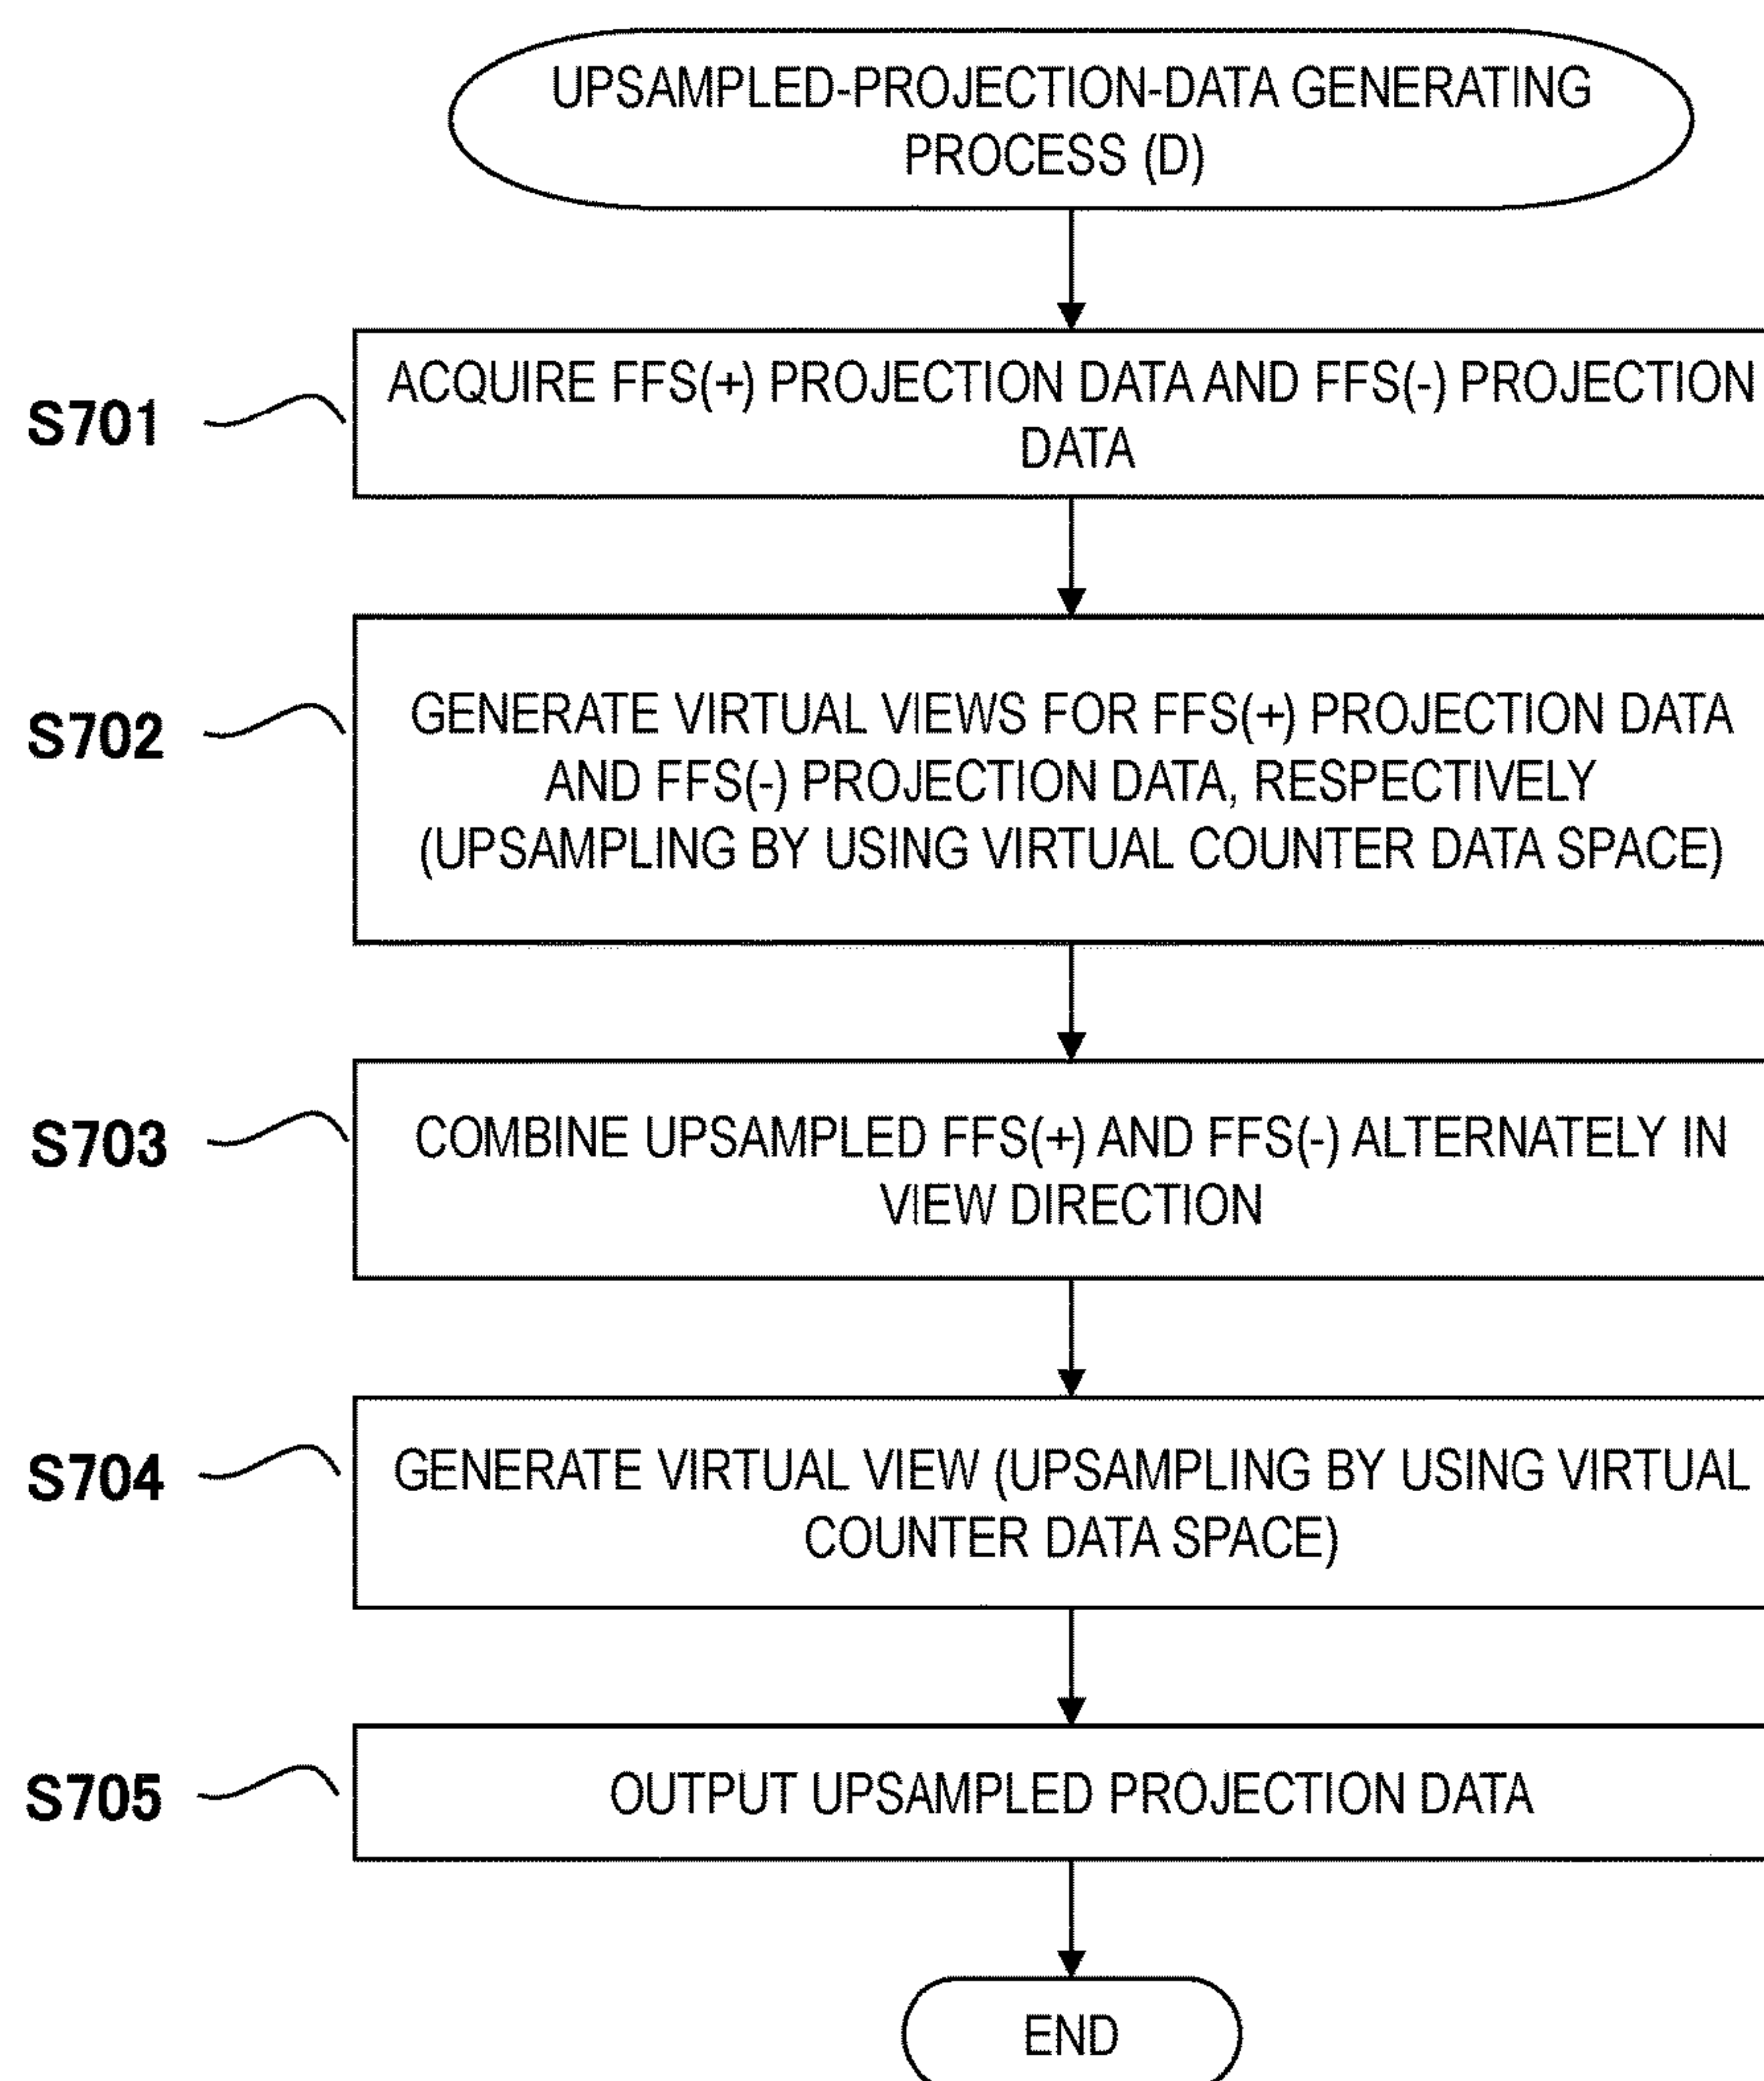 UPSAMPLED-PROJECTION-DATA GENERATING
PROCESS (D)
S701
ACQUIRE FFS(+) PROJECTION DATA AND FFS(-) PROJECTION
DATA
S702
GENERATE VIRTUAL VIEWS FOR FFS(+) PROJECTION DATA
AND FFS(-) PROJECTION DATA, RESPECTIVELY
(UPSAMPLING BY USING VIRTUAL COUNTER DATA SPACE)
S703
COMBINE UPSAMPLED FFS(+) AND FFS(-) ALTERNATELY IN
VIEW DIRECTION
S704
GENERATE VIRTUAL VIEW (UPSAMPLING BY USING VIRTUAL
COUNTER DATA SPACE)
S705
OUTPUT UPSAMPLED PROJECTION DATA
END